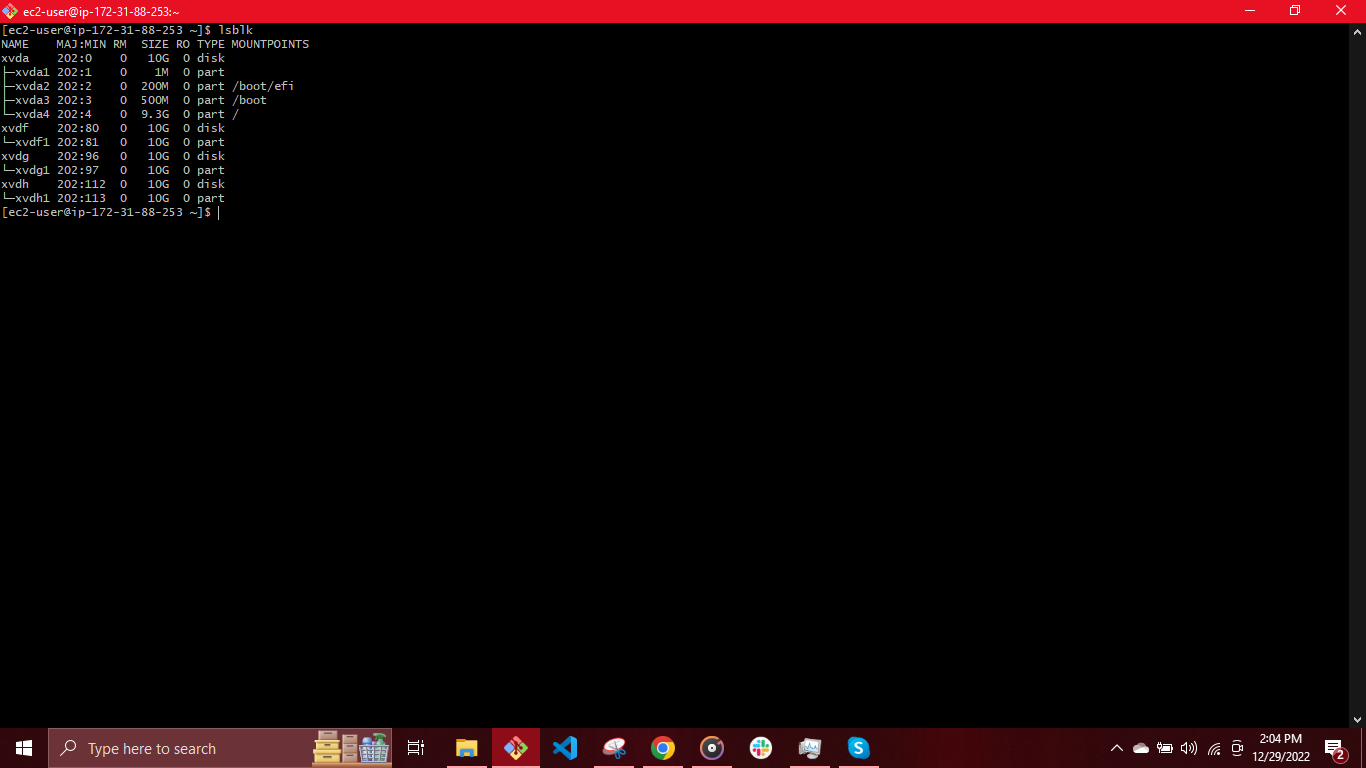 ec2-user@ip-172-31-88-253:~
[ec2-user@ip-172-31-88-253 ~]$ lsblk
NAME    MAJ:MIN RM  SIZE RO TYPE MOUNTPOINTS
xvda    202:0    0   10G  0 disk
├─xvda1 202:1    0    1M  0 part
├─xvda2 202:2    0  200M  0 part /boot/efi
├─xvda3 202:3    0  500M  0 part /boot
└─xvda4 202:4    0  9.3G  0 part /
xvdf    202:80   0   10G  0 disk
└─xvdf1 202:81   0   10G  0 part
xvdg    202:96   0   10G  0 disk
└─xvdg1 202:97   0   10G  0 part
xvdh    202:112  0   10G  0 disk
└─xvdh1 202:113  0   10G  0 part
[ec2-user@ip-172-31-88-253 ~]$
Type here to search
S
2:04 PM
12/29/2022
2